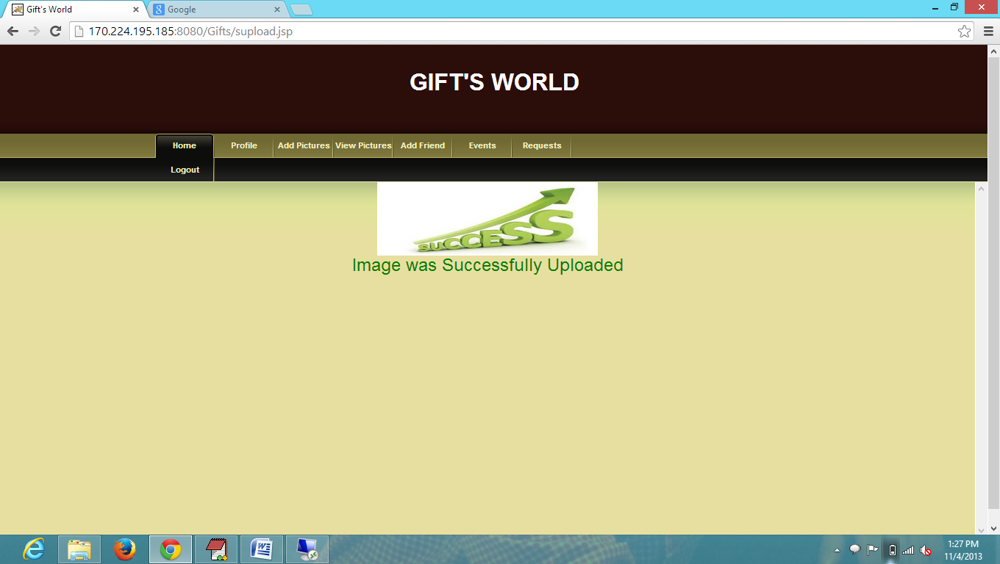 Gift's World
Google
170.224.195.185:8080/Gifts/supload.jsp
GIFT'S WORLD
Home Profile Add Pictures View Pictures Add Friend Events Requests
Logout
SUCCESS
Image was Successfully Uploaded
1:27 PM
11/4/2013